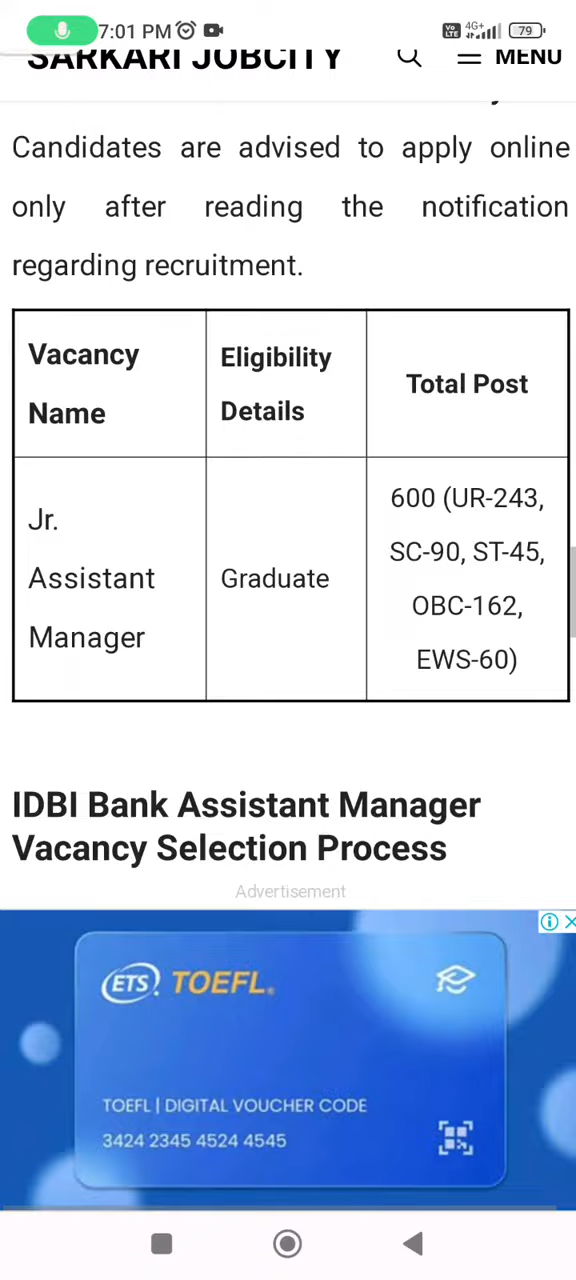 7:01 PM
Vo LTE 4G+ 79
SARKARI JOBCITY
MENU
Candidates are advised to apply online
only after reading the notification
regarding recruitment.
Vacancy Name
Eligibility Details
Total Post
Jr. Assistant Manager
Graduate
600 (UR-243,
SC-90, ST-45,
OBC-162,
EWS-60)
IDBI Bank Assistant Manager
Vacancy Selection Process
Advertisement
ETS TOEFL
TOEFL | DIGITAL VOUCHER CODE
3424 2345 4524 4545